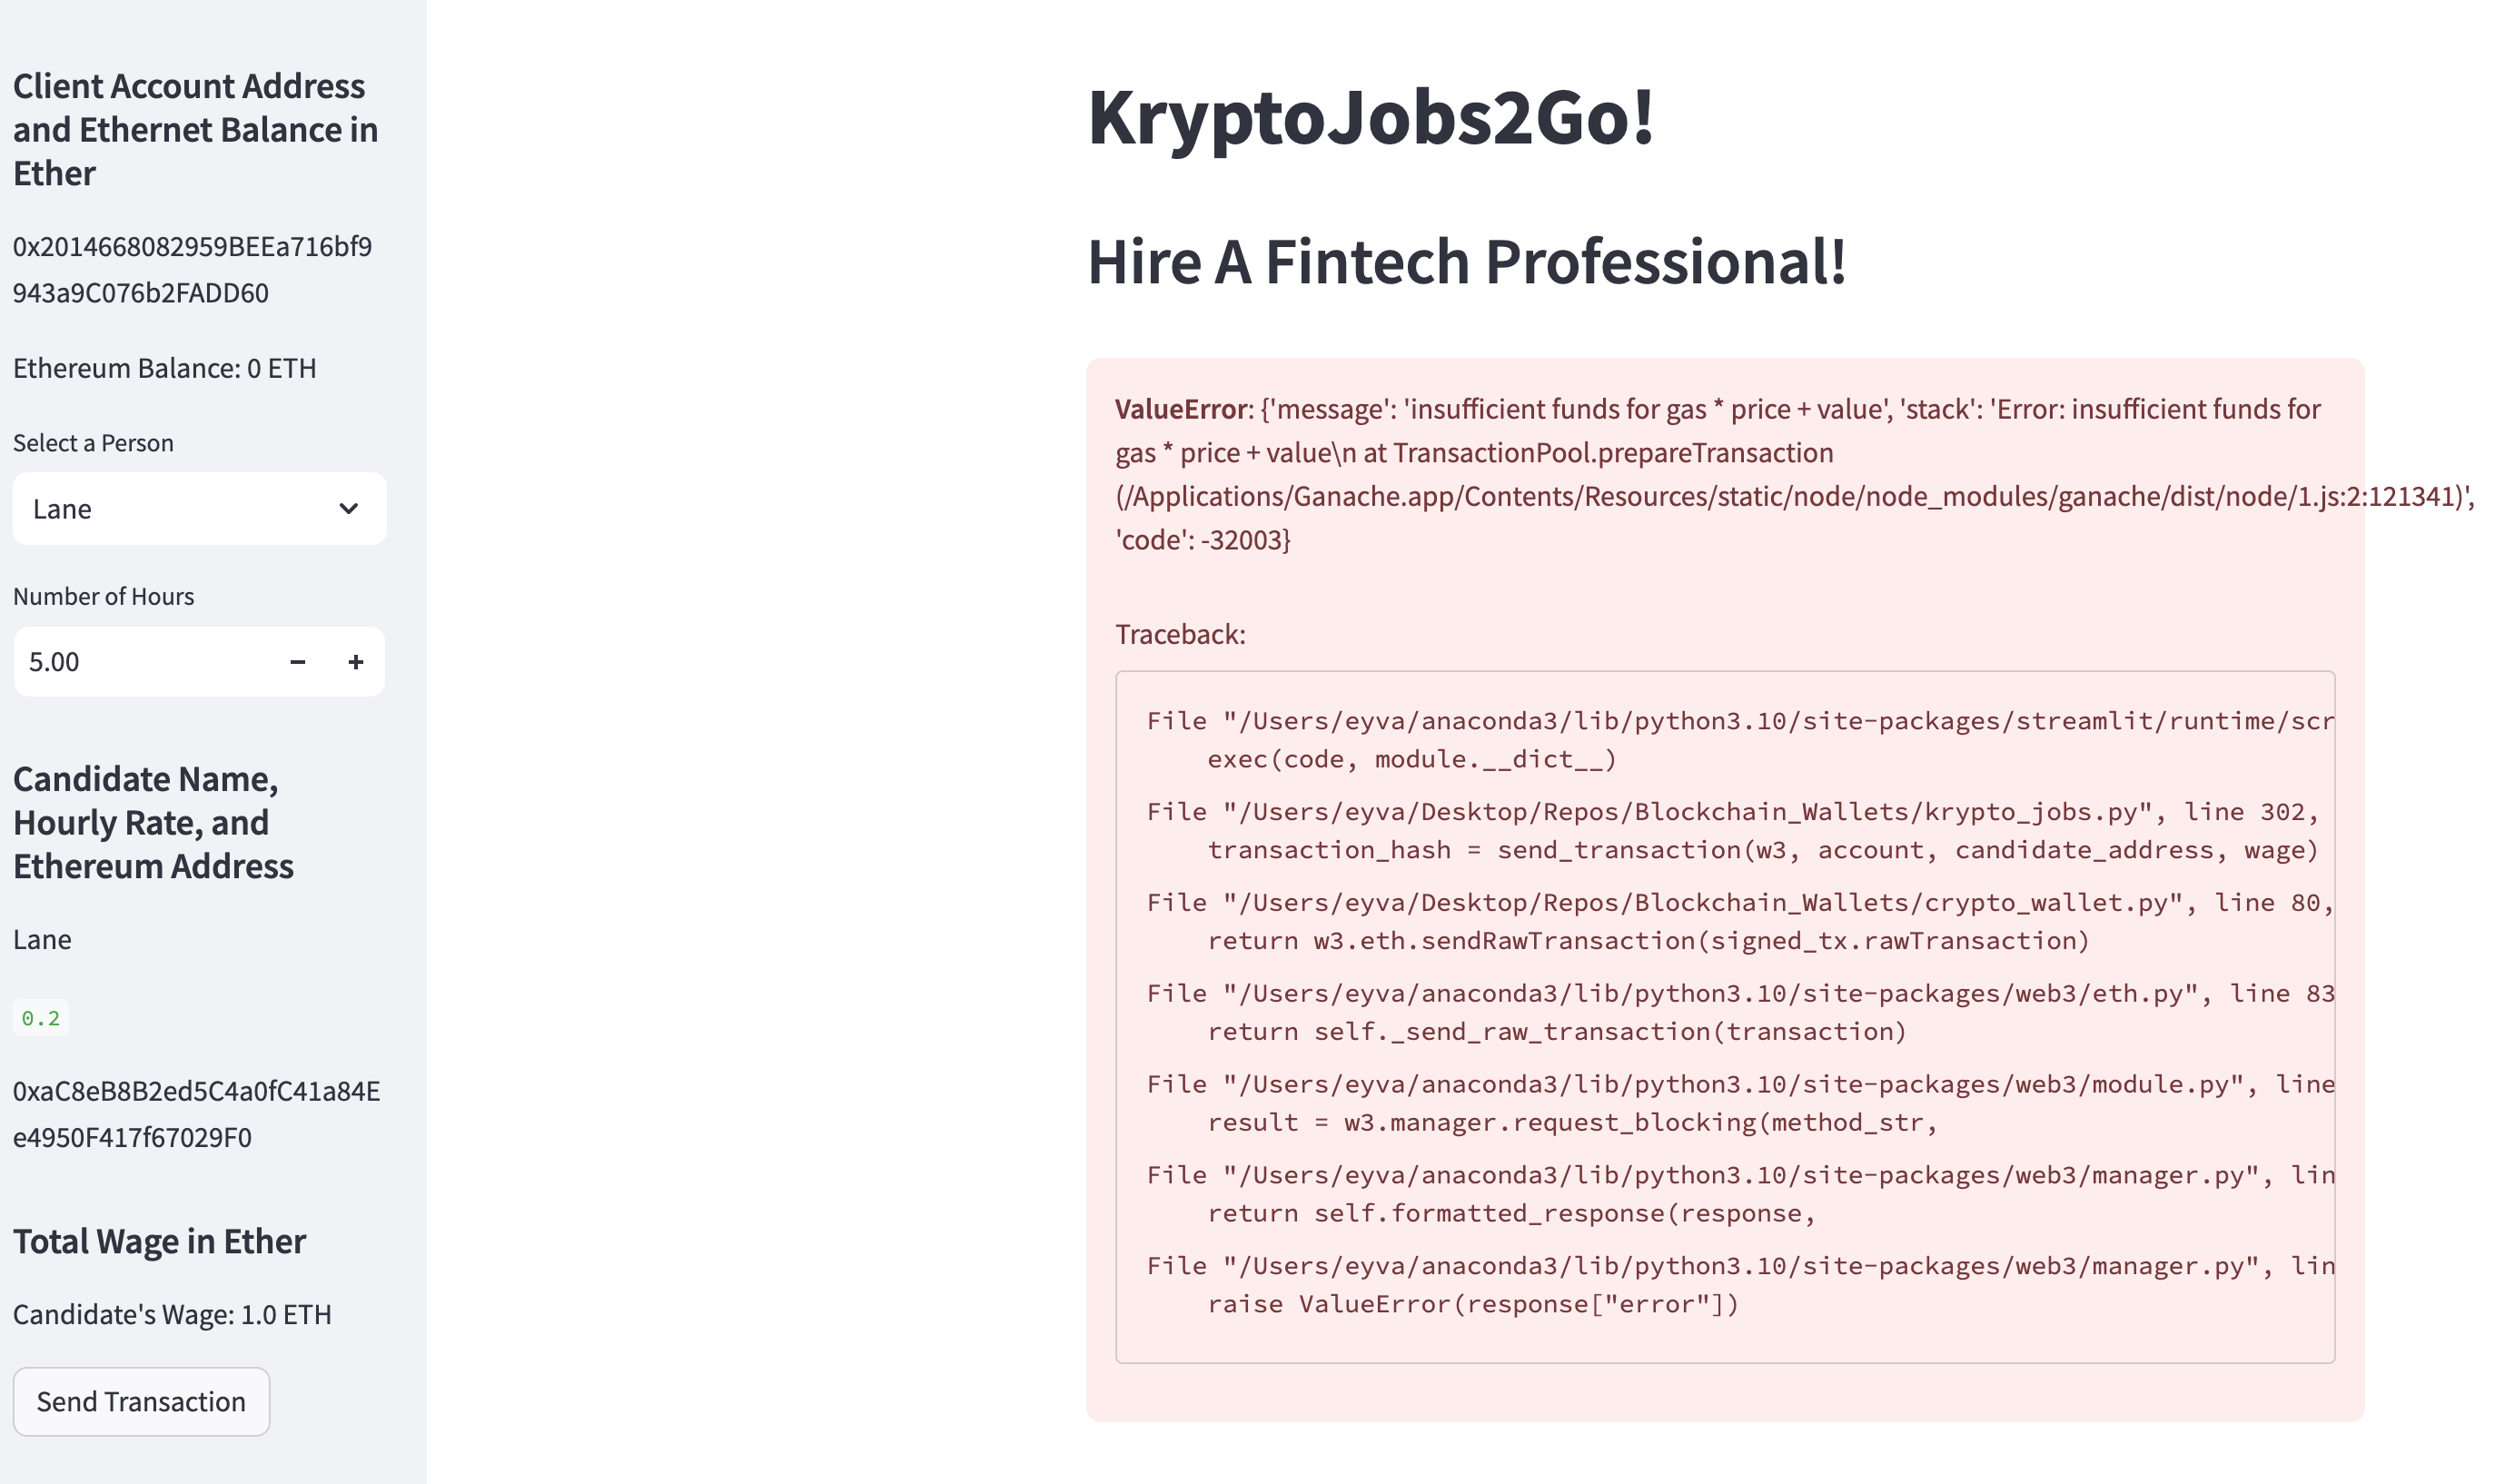 Client Account Address
and Ethernet Balance in
Ether
0x2014668082959BEEa716bf9
943a9C076b2FADD60
Ethereum Balance: 0 ETH
Select a Person
Lane
Number of Hours
5.00
− +
Candidate Name,
Hourly Rate, and
Ethereum Address
Lane
0.2
0xaC8eB8B2ed5C4a0fC41a84E
e4950F417f67029F0
Total Wage in Ether
Candidate's Wage: 1.0 ETH
Send Transaction
KryptoJobs2Go!
Hire A Fintech Professional!
ValueError: {'message': 'insufficient funds for gas * price + value', 'stack': 'Error: insufficient funds for
gas * price + value\n at TransactionPool.prepareTransaction
(/Applications/Ganache.app/Contents/Resources/static/node/node_modules/ganache/dist/node/1.js:2:121341)',
'code': -32003}
Traceback:
File "/Users/eyva/anaconda3/lib/python3.10/site-packages/streamlit/runtime/scr
exec(code, module.__dict__)
File "/Users/eyva/Desktop/Repos/Blockchain_Wallets/krypto_jobs.py", line 302,
transaction_hash = send_transaction(w3, account, candidate_address, wage)
File "/Users/eyva/Desktop/Repos/Blockchain_Wallets/crypto_wallet.py", line 80,
return w3.eth.sendRawTransaction(signed_tx.rawTransaction)
File "/Users/eyva/anaconda3/lib/python3.10/site-packages/web3/eth.py", line 83
return self._send_raw_transaction(transaction)
File "/Users/eyva/anaconda3/lib/python3.10/site-packages/web3/module.py", line
result = w3.manager.request_blocking(method_str,
File "/Users/eyva/anaconda3/lib/python3.10/site-packages/web3/manager.py", lin
return self.formatted_response(response,
File "/Users/eyva/anaconda3/lib/python3.10/site-packages/web3/manager.py", lin
raise ValueError(response["error"])